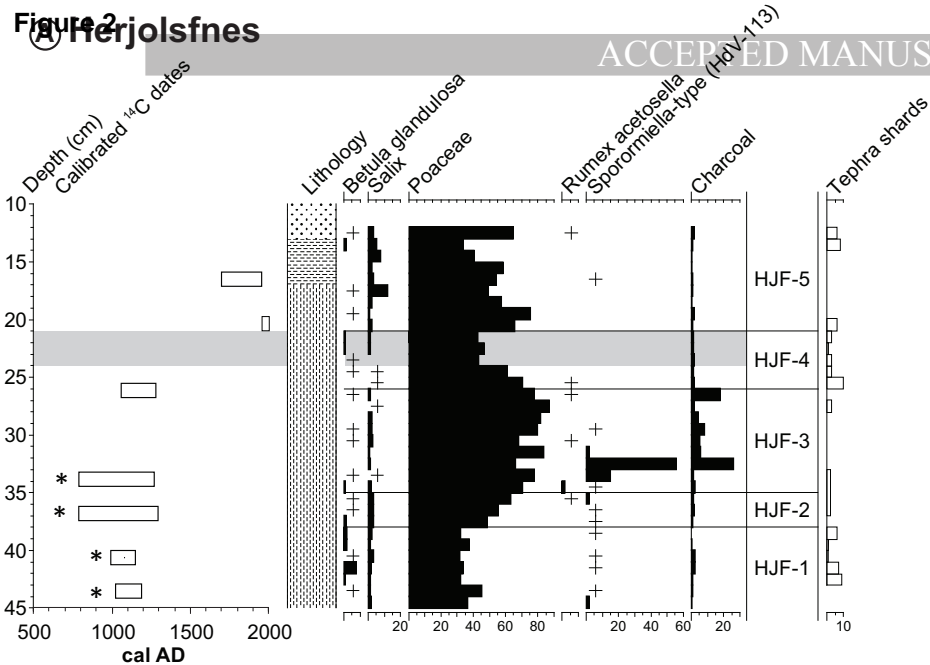 Figure 2
A Herjolsfnes
ACCEPTED MANUS
Depth (cm)
Calibrated ¹⁴C dates
Lithology
Betula glandulosa
Salix
Poaceae
Rumex acetosella
Sporormiella-type (HdV-113)
Charcoal
Tephra shards
10
15
20
25
30
35
40
45
HJF-5
HJF-4
HJF-3
HJF-2
HJF-1
+ + + + + + + + + + + + + + + + + + + + + + + + + + + + +
* * * *
20 20 40 60 80 20 40 20 10
500 1000 1500 2000
cal AD